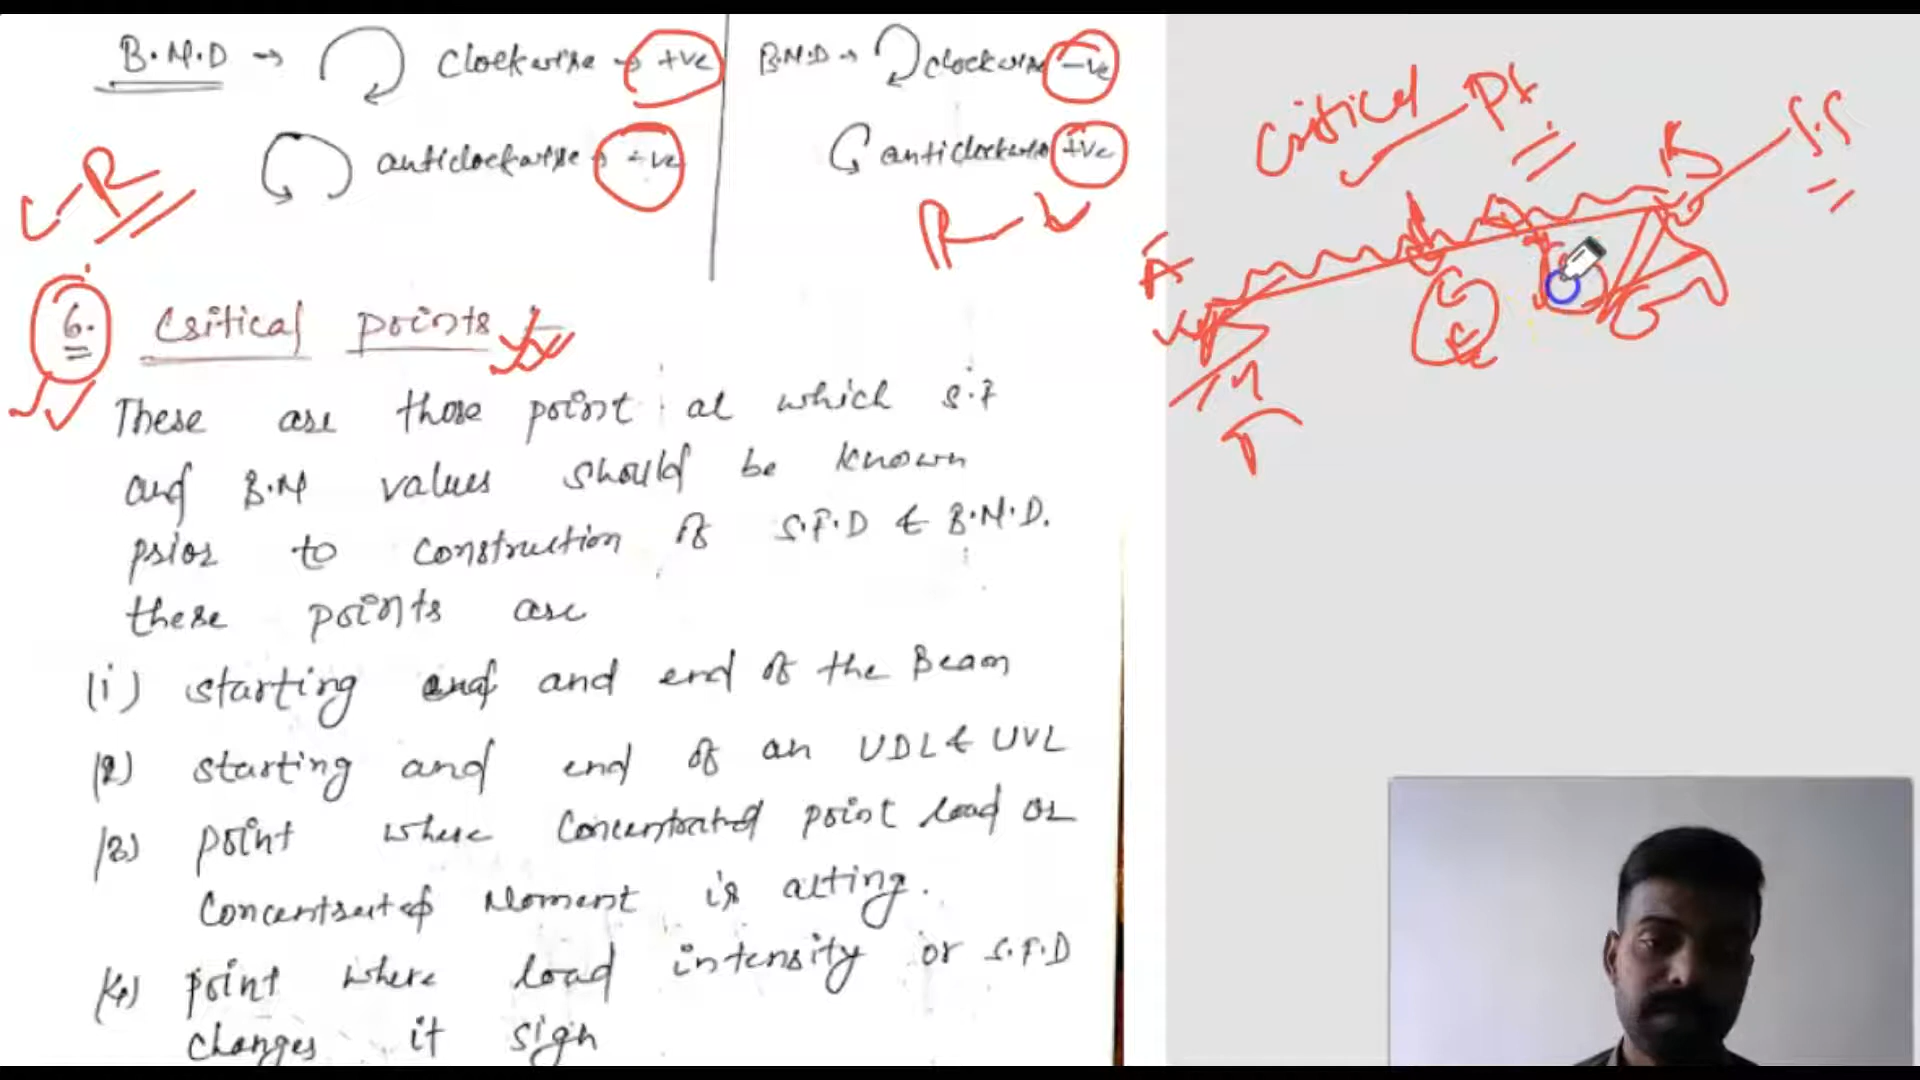 B.M.D → clockwise → +ve
anticlockwise → -ve
B.M.D → clockwise -ve
anticlockwise +ve
L-R
R-L
6. Critical points
These are those point at which S.F
and B.M values should be known
prior to construction of S.F.D & B.M.D.
these points are
(i) starting and end of the Beam
(2) starting and end of an UDL & UVL
(3) point where concentrated point load or
concentrated Moment is acting.
(4) point where load intensity or S.F.D
changes it sign
Critical Pt
A
B
S.S
C